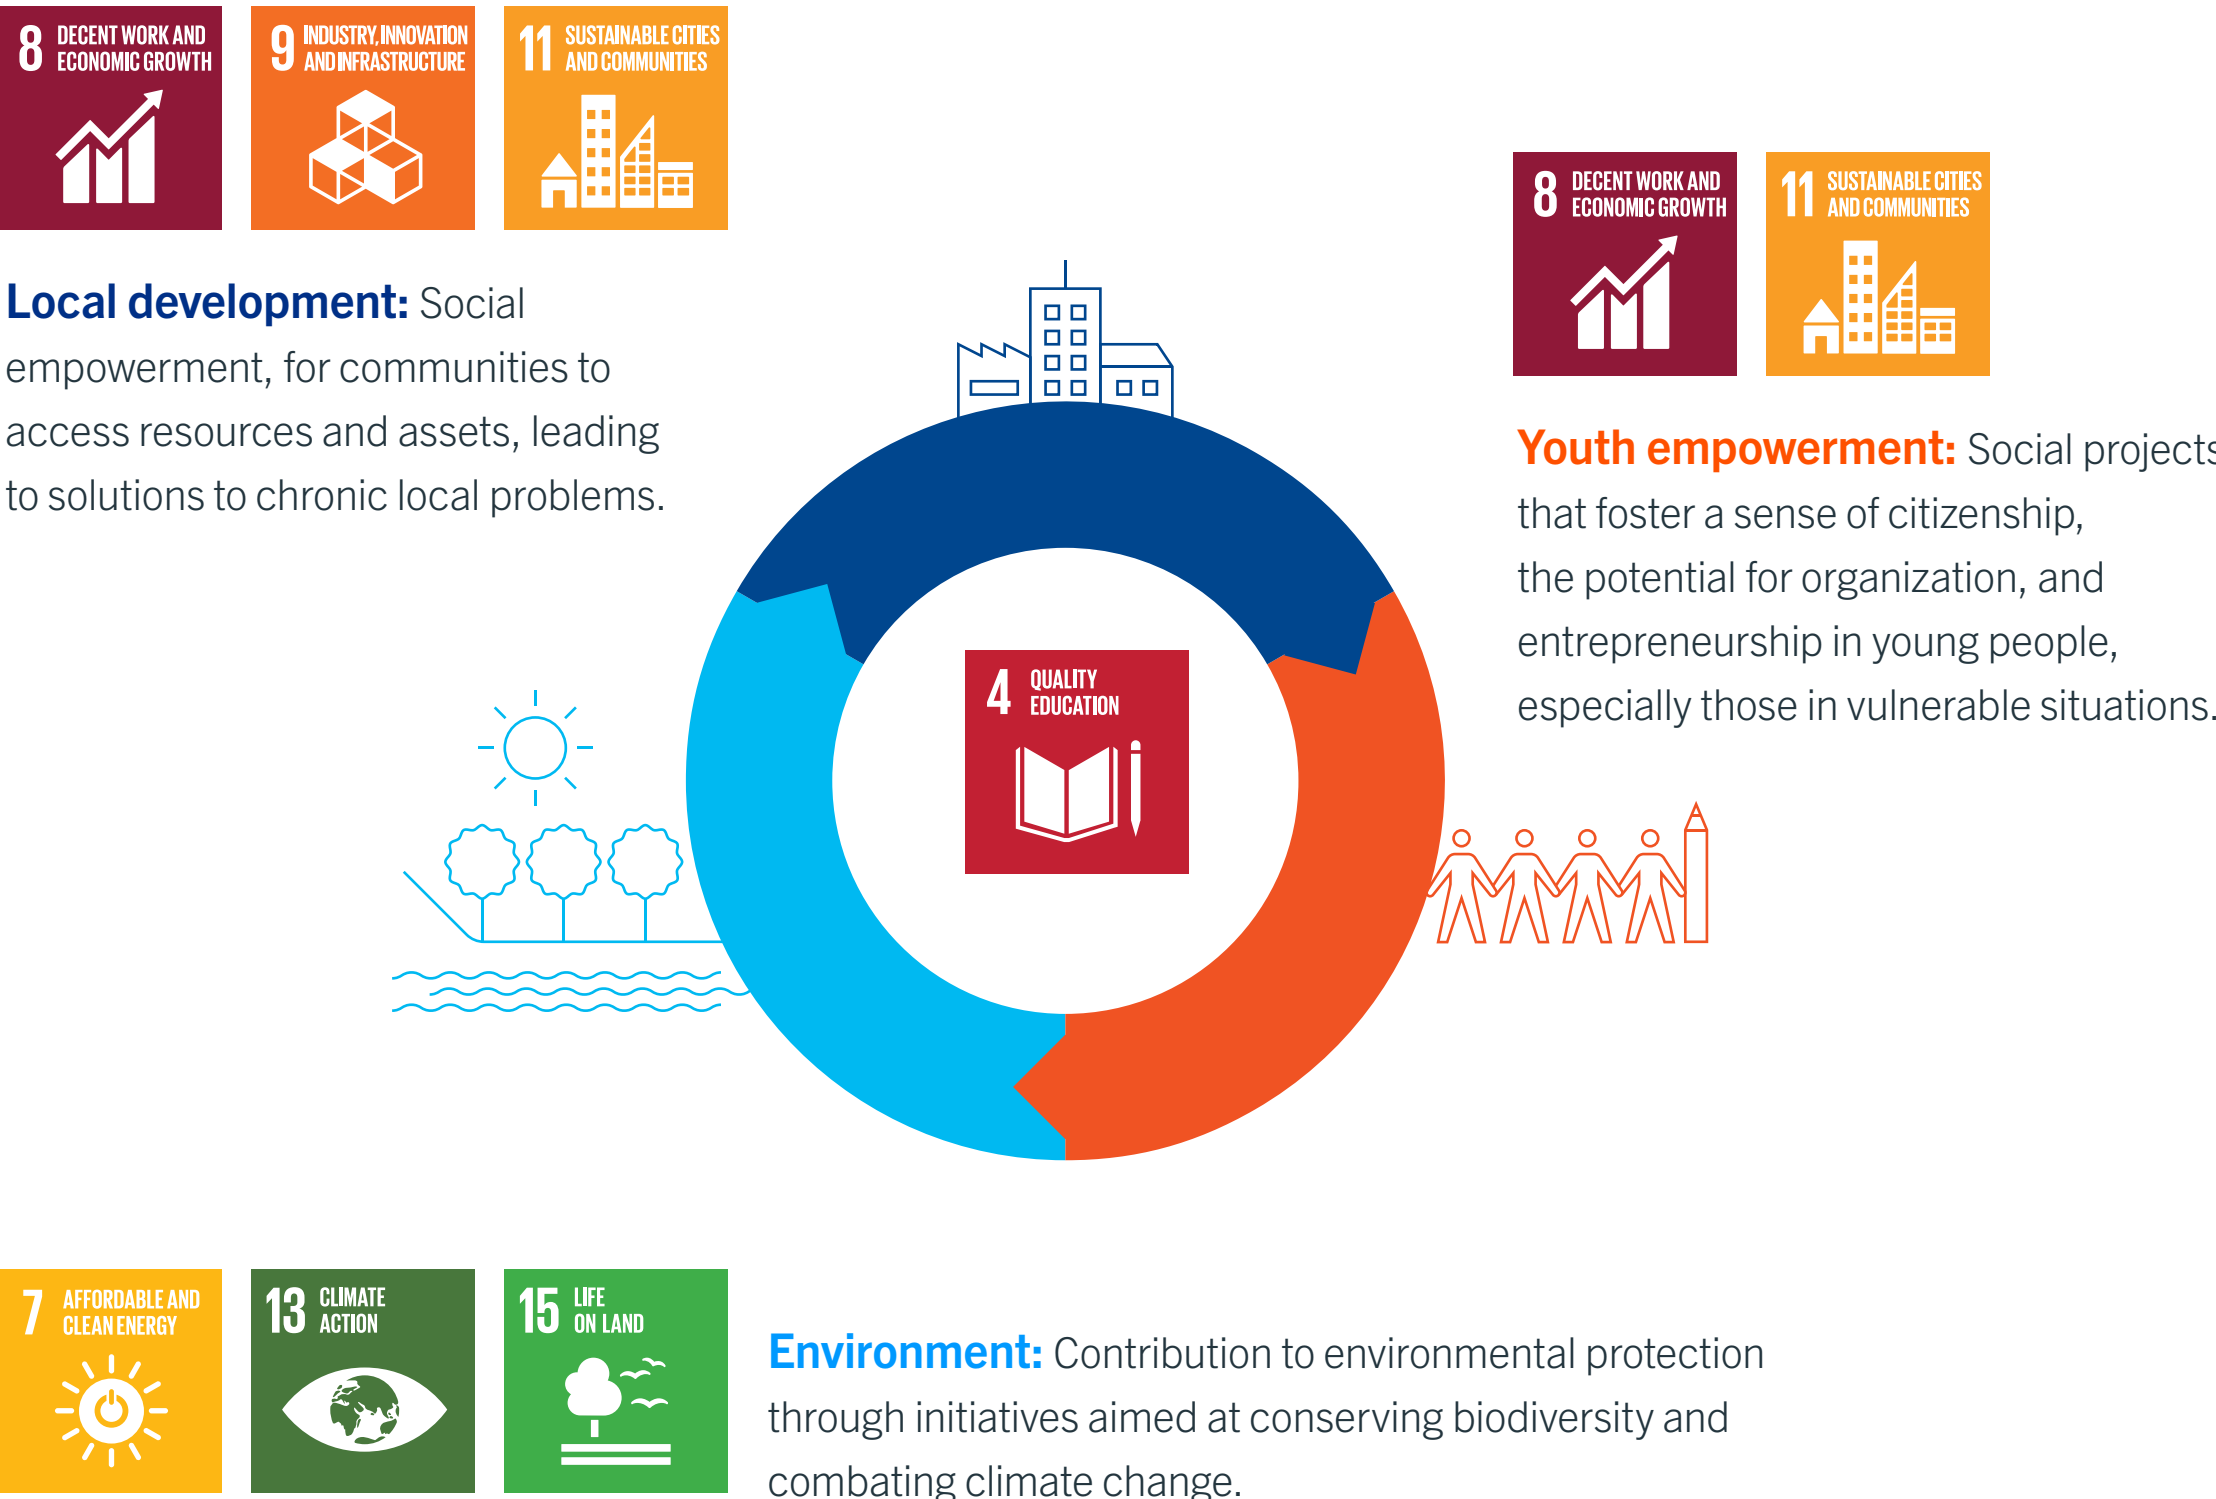 8 DECENT WORK AND
ECONOMIC GROWTH
9 INDUSTRY, INNOVATION
AND INFRASTRUCTURE
11 SUSTAINABLE CITIES
AND COMMUNITIES
Local development: Social
empowerment, for communities to
access resources and assets, leading
to solutions to chronic local problems.
8 DECENT WORK AND
ECONOMIC GROWTH
11 SUSTAINABLE CITIES
AND COMMUNITIES
Youth empowerment: Social projects
that foster a sense of citizenship,
the potential for organization, and
entrepreneurship in young people,
especially those in vulnerable situations.
4 QUALITY
EDUCATION
7 AFFORDABLE AND
CLEAN ENERGY
13 CLIMATE
ACTION
15 LIFE
ON LAND
Environment: Contribution to environmental protection
through initiatives aimed at conserving biodiversity and
combating climate change.